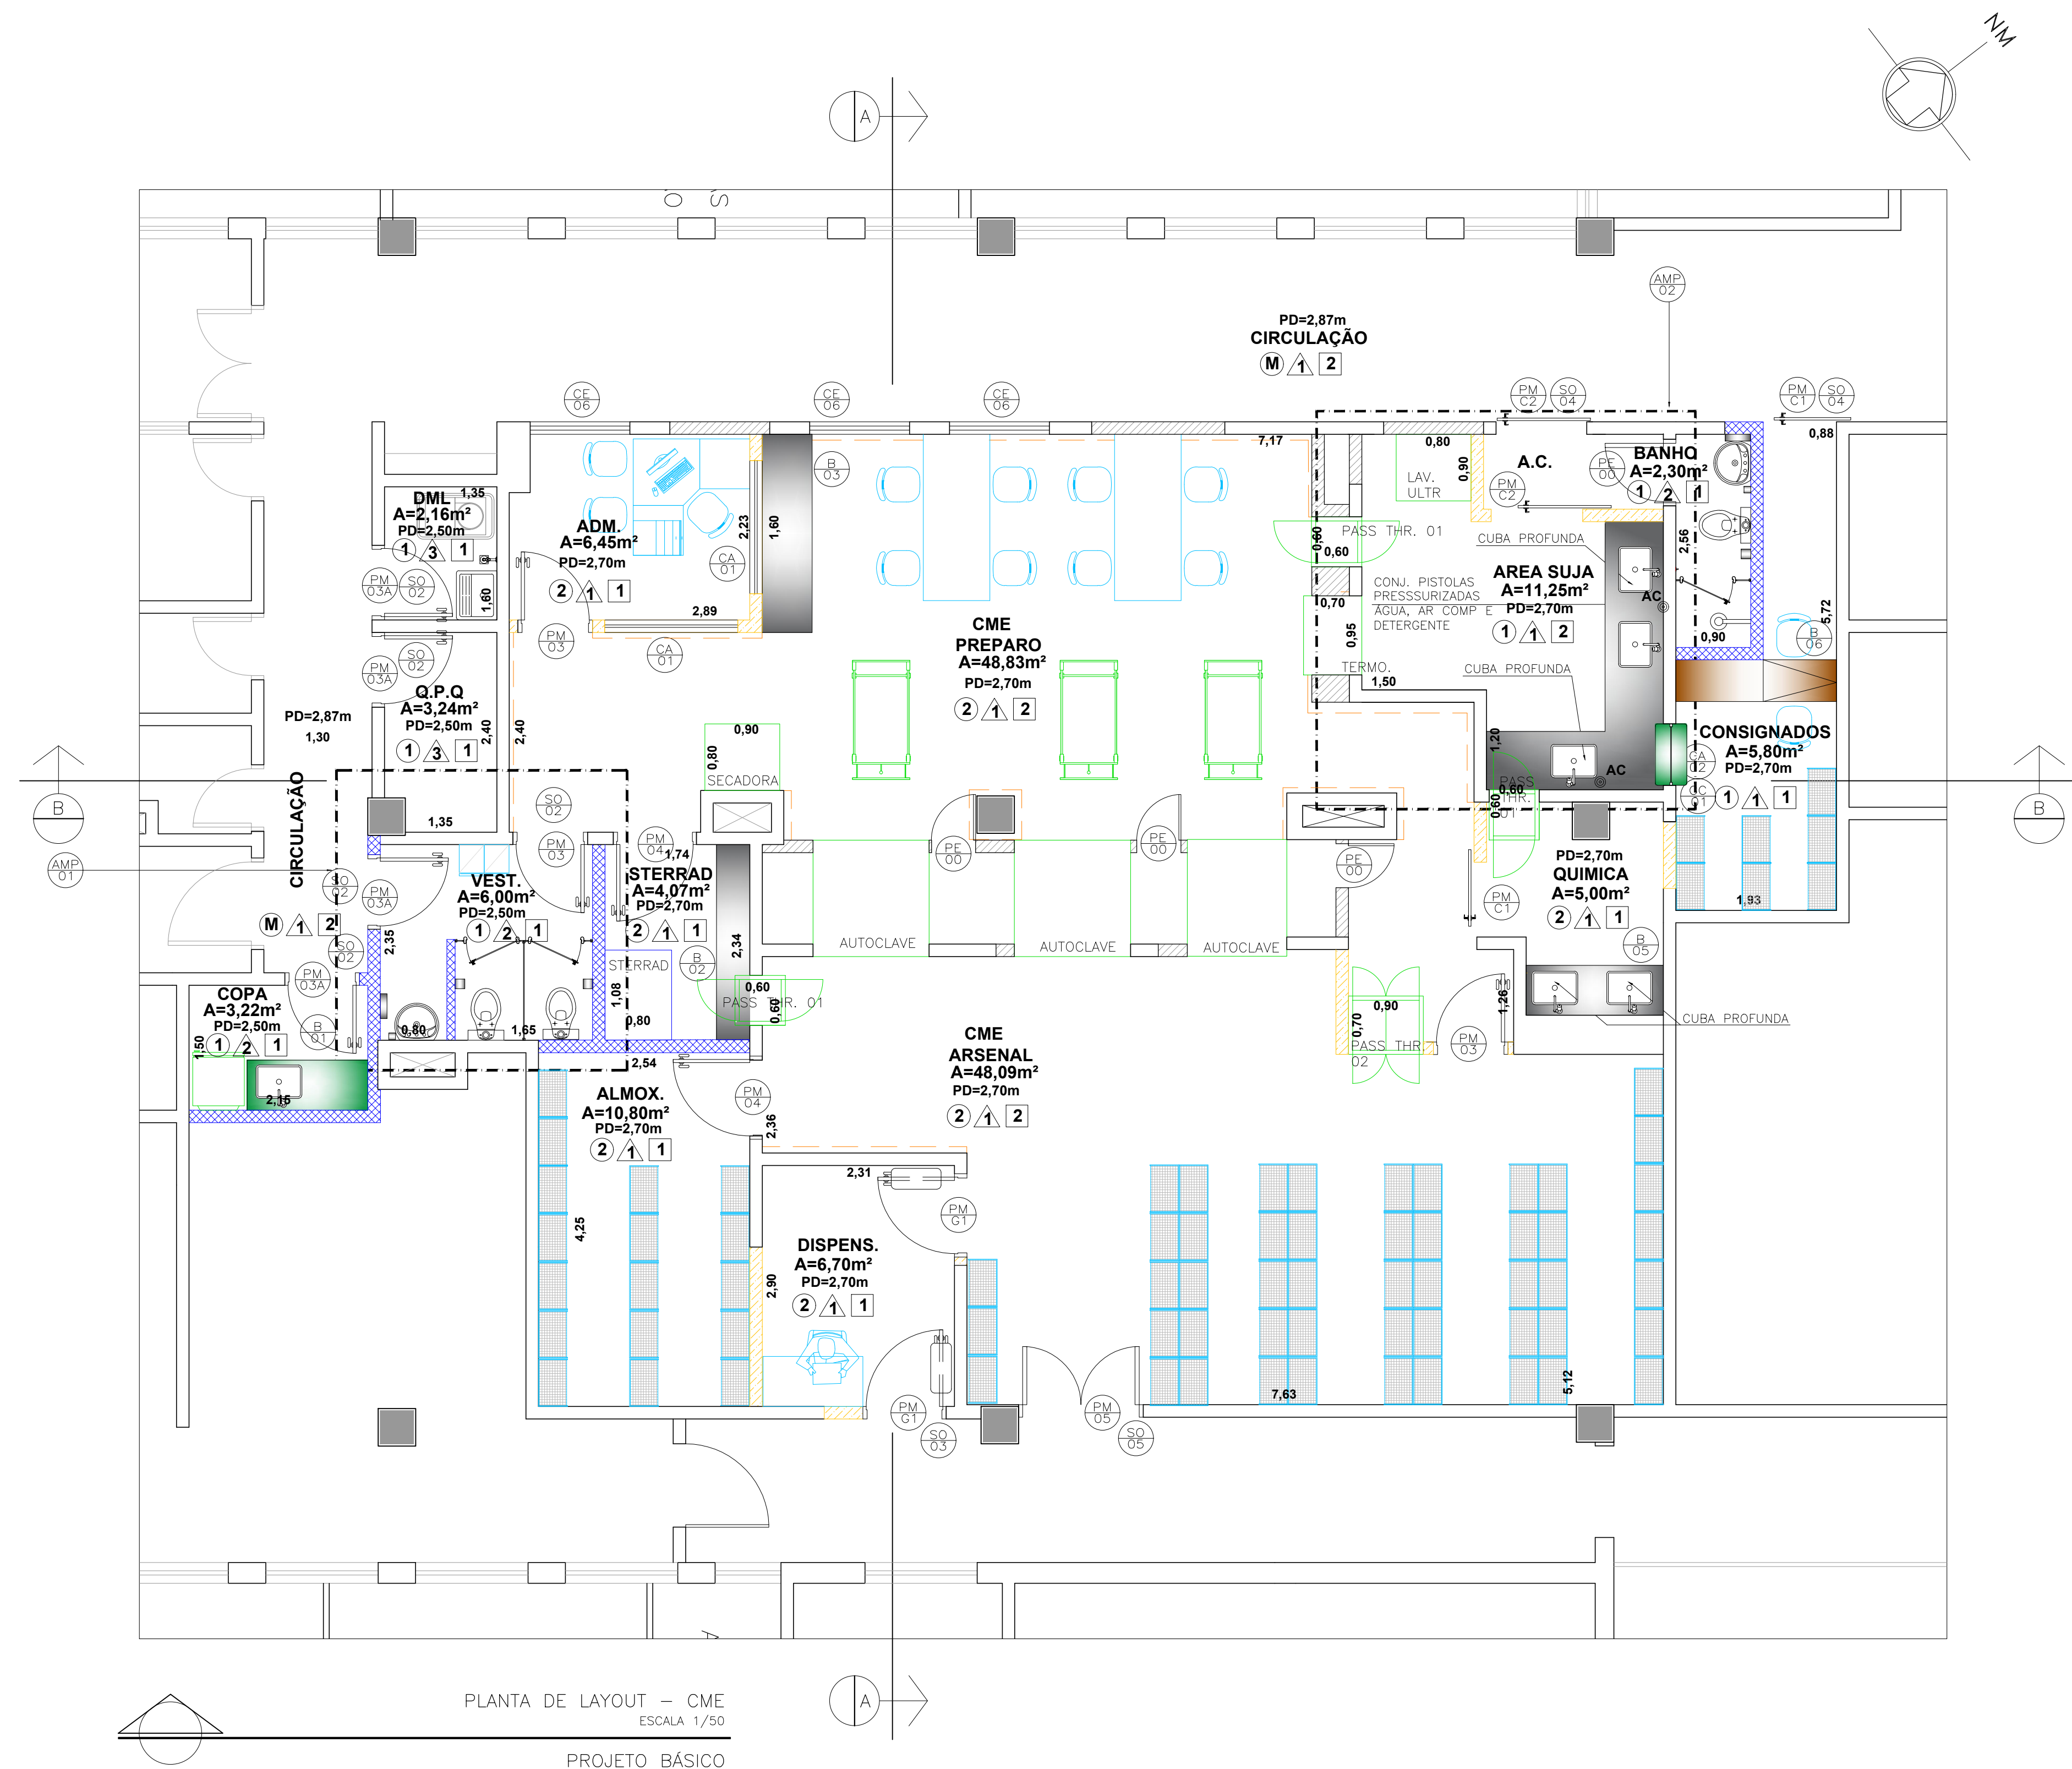 NM
A
AMP
02
PD=2,87m
CIRCULAÇÃO
M 1 2
CE
06
CE
06
CE
06
PM
C2
SO
04
PM
C1
SO
04
0,88
7,17
0,80
0,90
LAV.
ULTR
A.C.
PM
C2
PE
00
BANHO
A=2,30m²
1 2 1
B
03
DML
1,35
A=2,16m²
PD=2,50m
1 3 1
ADM.
A=6,45m²
PD=2,70m
2 1 1
2,23
1,60
CA
01
2,89
PASS THR. 01
0,60
0,60
CUBA PROFUNDA
2,56
PM
03A
SO
02
1,60
CONJ. PISTOLAS
PRESSSURIZADAS
ÁGUA, AR COMP E
DETERGENTE
AREA SUJA
A=11,25m²
PD=2,70m
1 1 2
AC
0,70
0,95
TERMO.
1,50
0,90
5,72
B
06
PM
03
CA
01
CME
PREPARO
A=48,83m²
PD=2,70m
2 1 2
CUBA PROFUNDA
PM
03A
SO
02
Q.P.Q
A=3,24m²
PD=2,50m
1 3 1
2,40
2,40
PD=2,87m
1,30
CIRCULAÇÃO
0,90
0,80
SECADORA
1,20
AC
PASS
THR.
01
0,60
0,60
CONSIGNADOS
A=5,80m²
PD=2,70m
1 1 1
CA
02
CC
01
B
B
AMP
01
1,35
SO
02
PM
03
PM
04
1,74
PE
00
PE
00
PE
00
SO
02
PM
03A
VEST.
A=6,00m²
PD=2,50m
1 2 1
STERRAD
A=4,07m²
PD=2,70m
2 1 1
PM
C1
PD=2,70m
QUIMICA
A=5,00m²
2 1 1
1,93
M 1 2
SO
02
2,35
2,34
AUTOCLAVE
AUTOCLAVE
AUTOCLAVE
B
05
STERRAD
B
02
PM
03A
COPA
A=3,22m²
PD=2,50m
1 2 1
B
01
1,50
2,15
0,80
1,65
1,08
0,80
0,60
PASS THR. 01
0,60
0,90
0,70
PASS THR.
02
1,26
PM
03
CUBA PROFUNDA
2,54
CME
ARSENAL
A=48,09m²
PD=2,70m
2 1 2
ALMOX.
A=10,80m²
PD=2,70m
2 1 1
PM
04
2,36
2,31
PM
G1
4,25
DISPENS.
A=6,70m²
PD=2,70m
2 1 1
2,90
7,63
5,12
PM
G1
SO
03
PM
05
SO
05
A
PLANTA DE LAYOUT – CME
ESCALA 1/50
PROJETO BÁSICO